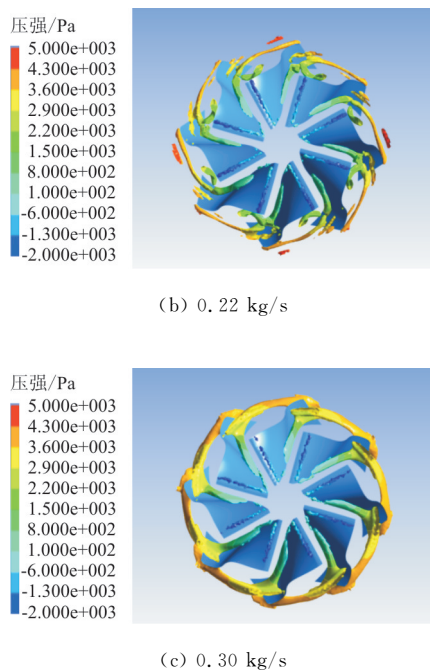 压强/Pa
5.000e+003
4.300e+003
3.600e+003
2.900e+003
2.200e+003
1.500e+003
8.000e+002
1.000e+002
-6.000e+002
-1.300e+003
-2.000e+003
(b) 0.22 kg/s
压强/Pa
5.000e+003
4.300e+003
3.600e+003
2.900e+003
2.200e+003
1.500e+003
8.000e+002
1.000e+002
-6.000e+002
-1.300e+003
-2.000e+003
(c) 0.30 kg/s